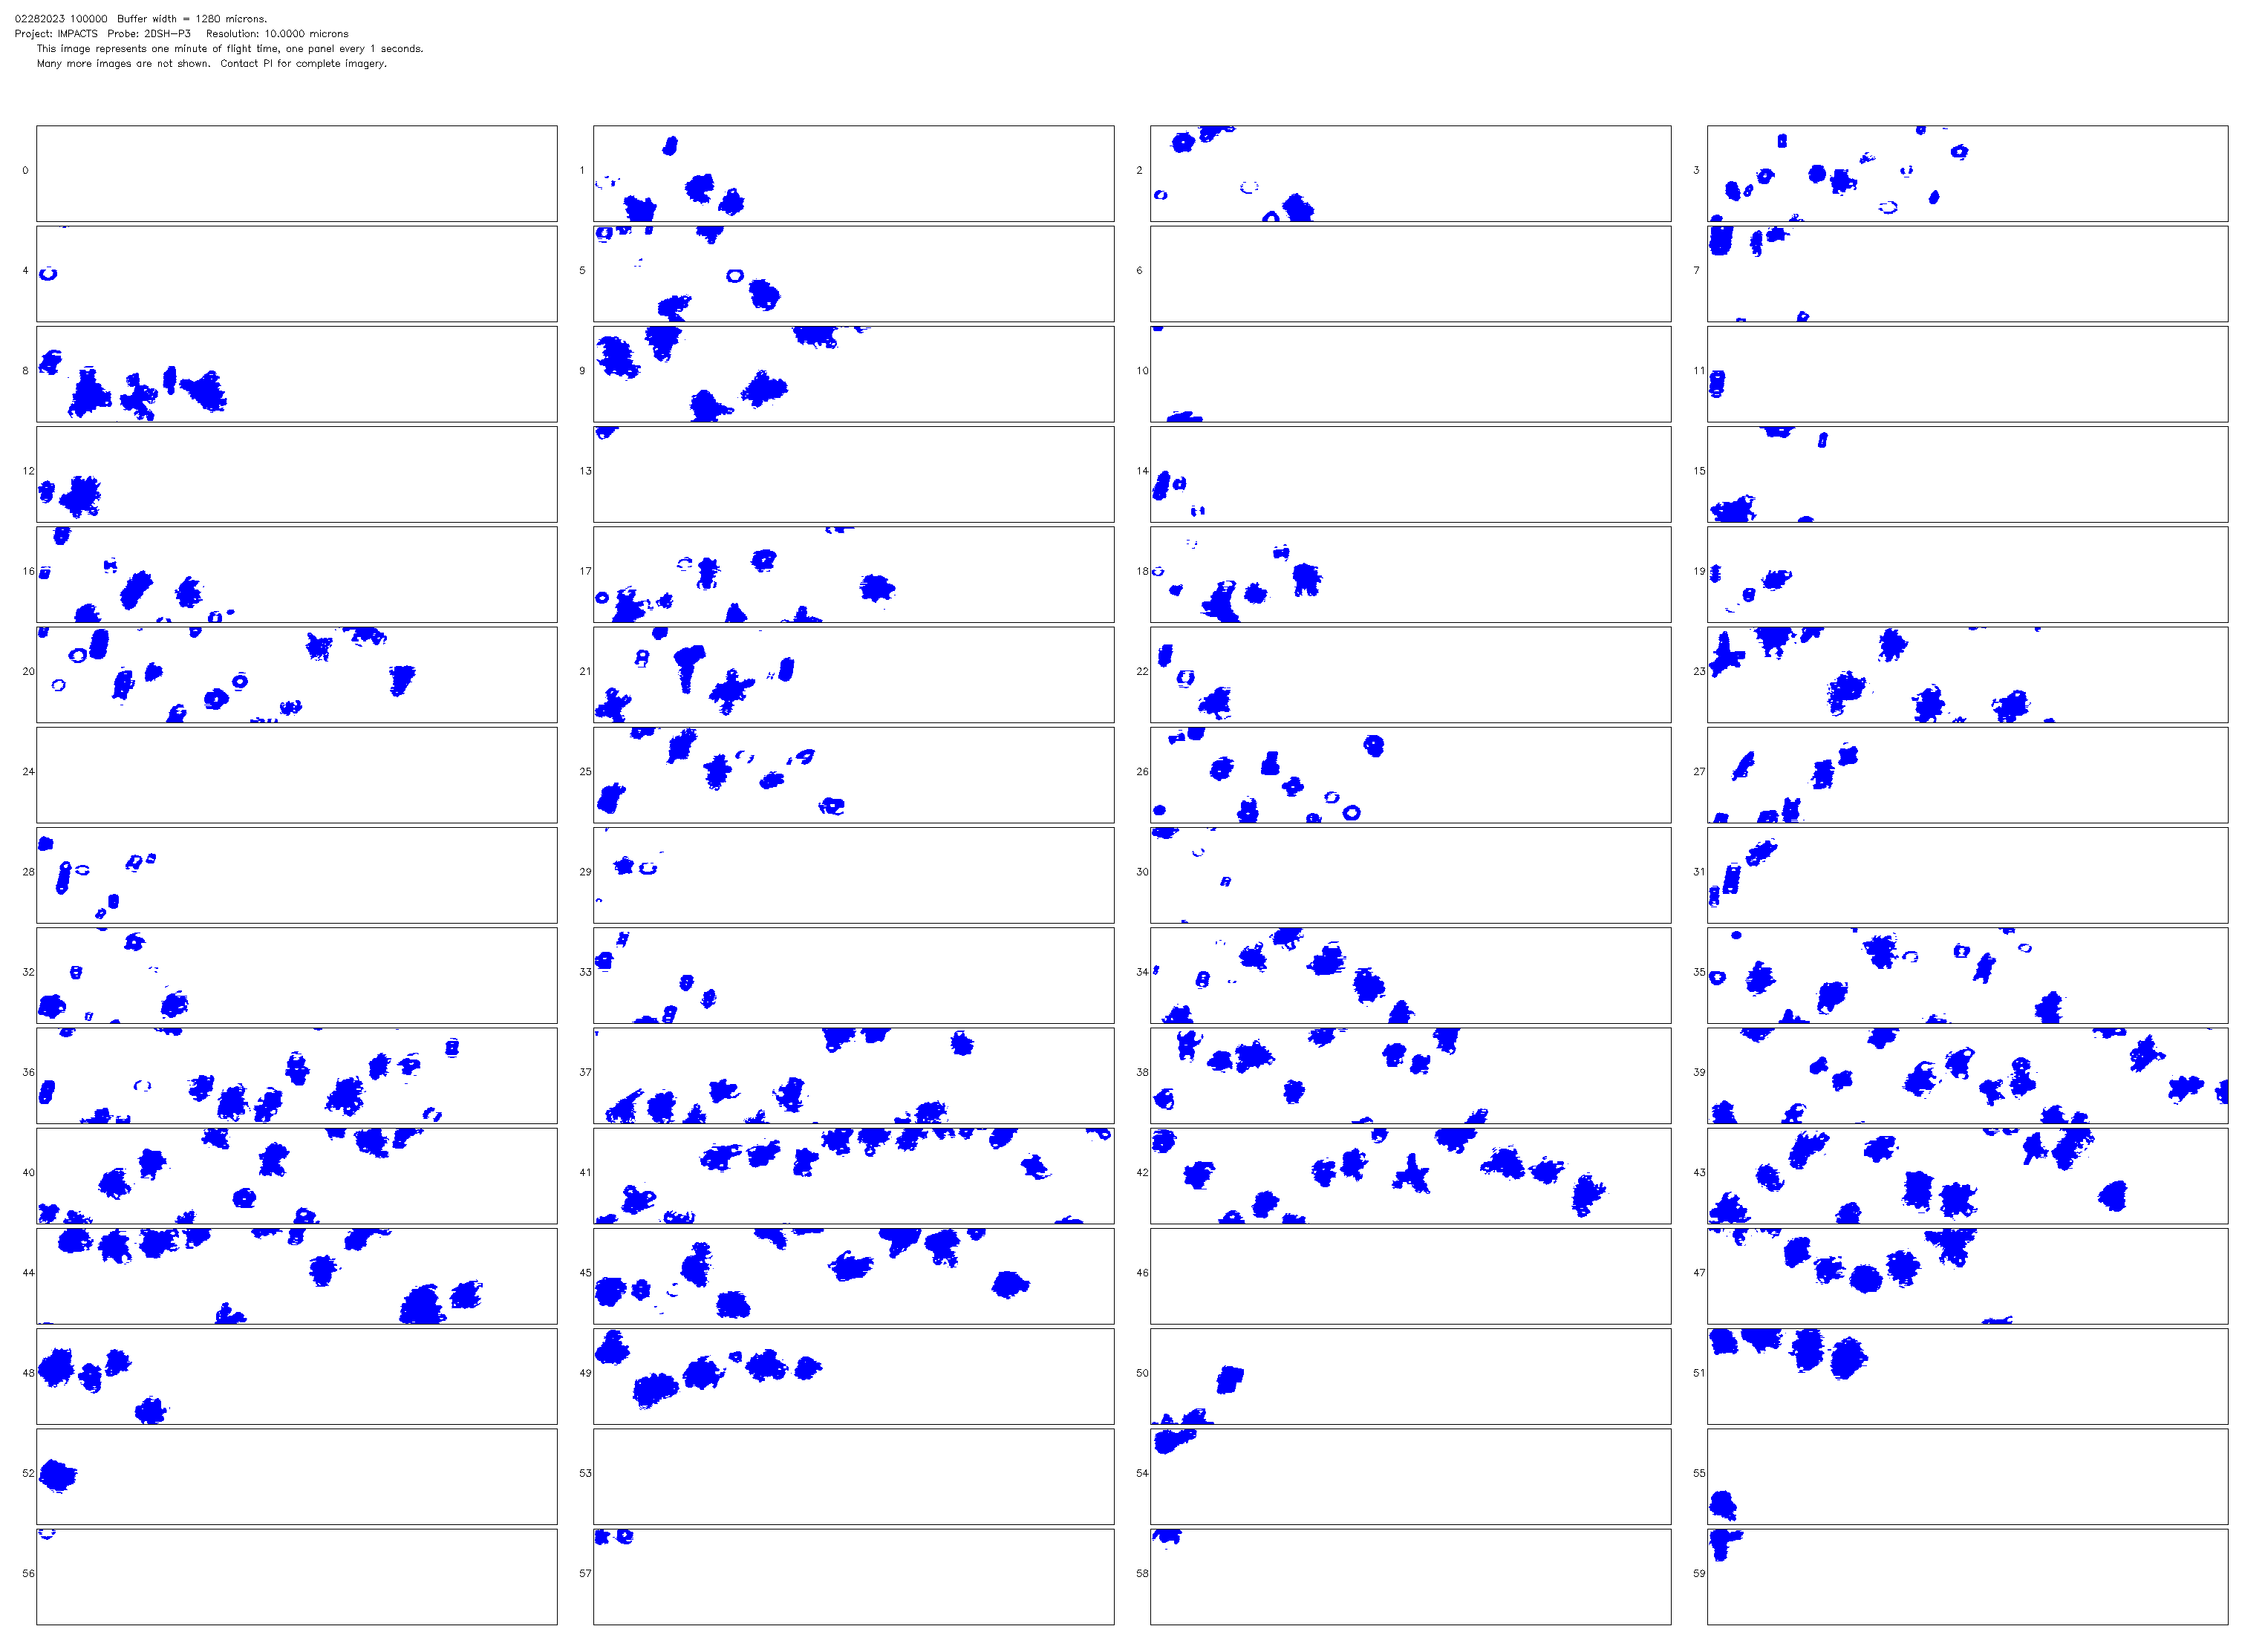 02282023 100000  Buffer width = 1280 microns.
Project: IMPACTS  Probe: 2DSH-P3   Resolution: 10.0000 microns
This image represents one minute of flight time, one panel every 1 seconds.
Many more images are not shown.  Contact PI for complete imagery.
0 1 2 3
4 5 6 7
8 9 10 11
12 13 14 15
16 17 18 19
20 21 22 23
24 25 26 27
28 29 30 31
32 33 34 35
36 37 38 39
40 41 42 43
44 45 46 47
48 49 50 51
52 53 54 55
56 57 58 59